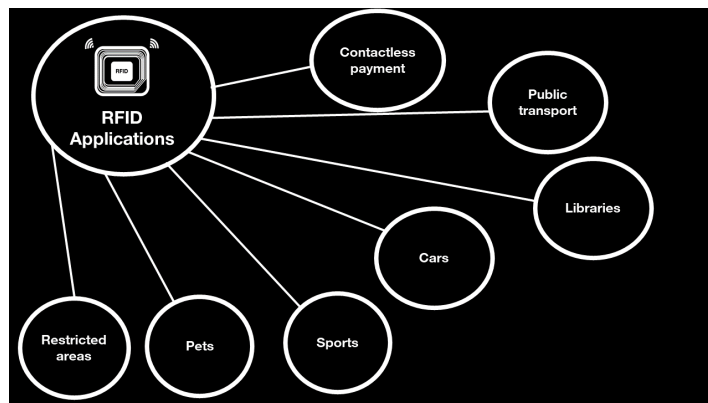 RFID
RFID
Applications
Contactless
payment
Public
transport
Libraries
Cars
Sports
Pets
Restricted
areas